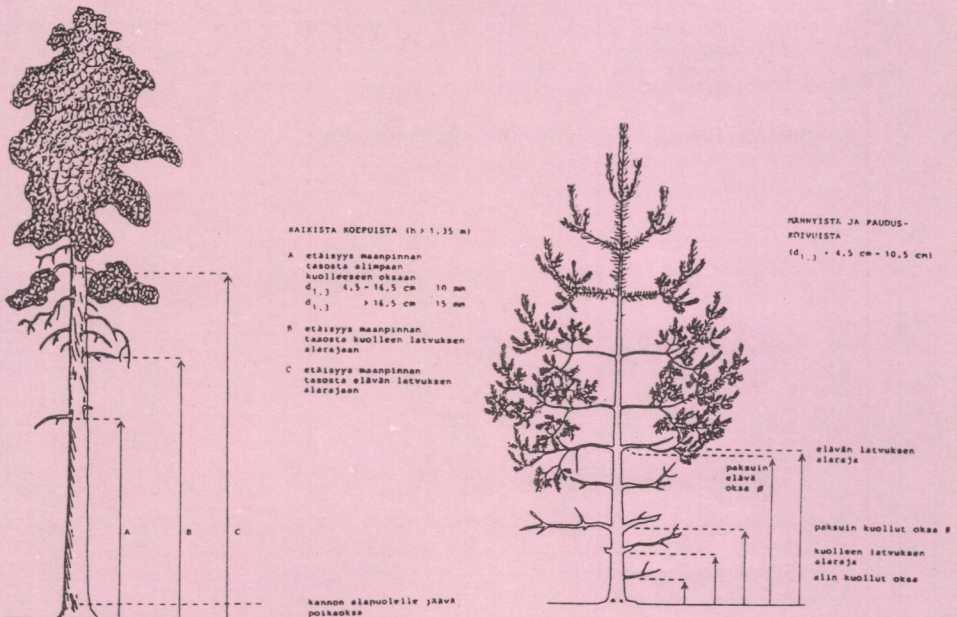 KAIKISTA KOEPUISTA (h > 1,35 m)
A etäisyys maanpinnan
tasosta alimpaan
kuolleeseen oksaan
d1,3 4,5 - 16,5 cm 10 mm
d1,3 > 16,5 cm 15 mm
B etäisyys maanpinnan
tasosta kuolleen latvuksen
alarajaan
C etäisyys maanpinnan
tasosta elävän latvuksen
alarajaan
A
B
C
kannon alapuolelle jäävä
poikaoksa
MÄNNYISTÄ JA RAUDUS-
KOIVUISTA
(d1,3 = 4,5 cm - 10,5 cm)
elävän latvuksen
alaraja
paksuin
elävä
oksa ø
paksuin kuollut oksa ø
kuolleen latvuksen
alaraja
alin kuollut oksa